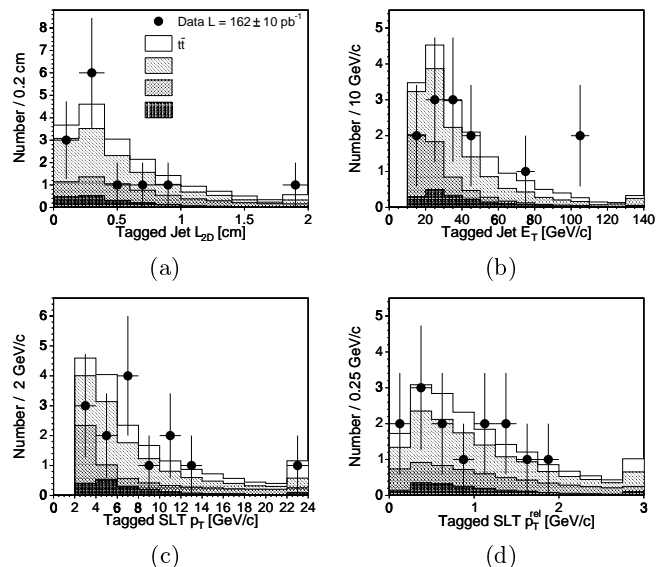 Data L = 162 ± 10 pb⁻¹
tt̄
Number / 0.2 cm
8
6
5
4
3
2
1
0
0 0.5 1 1.5 2
Tagged Jet L2D [cm]
(a)
Number / 10 GeV/c
5
4
3
2
1
0
0 20 40 60 80 100 120 140
Tagged Jet ET [GeV/c]
(b)
Number / 2 GeV/c
6
5
4
3
2
1
0
0 2 4 6 8 10 12 14 16 18 20 22 24
Tagged SLT pT [GeV/c]
(c)
Number / 0.25 GeV/c
5
4
3
2
1
0
0 1 2 3
Tagged SLT pTrel [GeV/c]
(d)